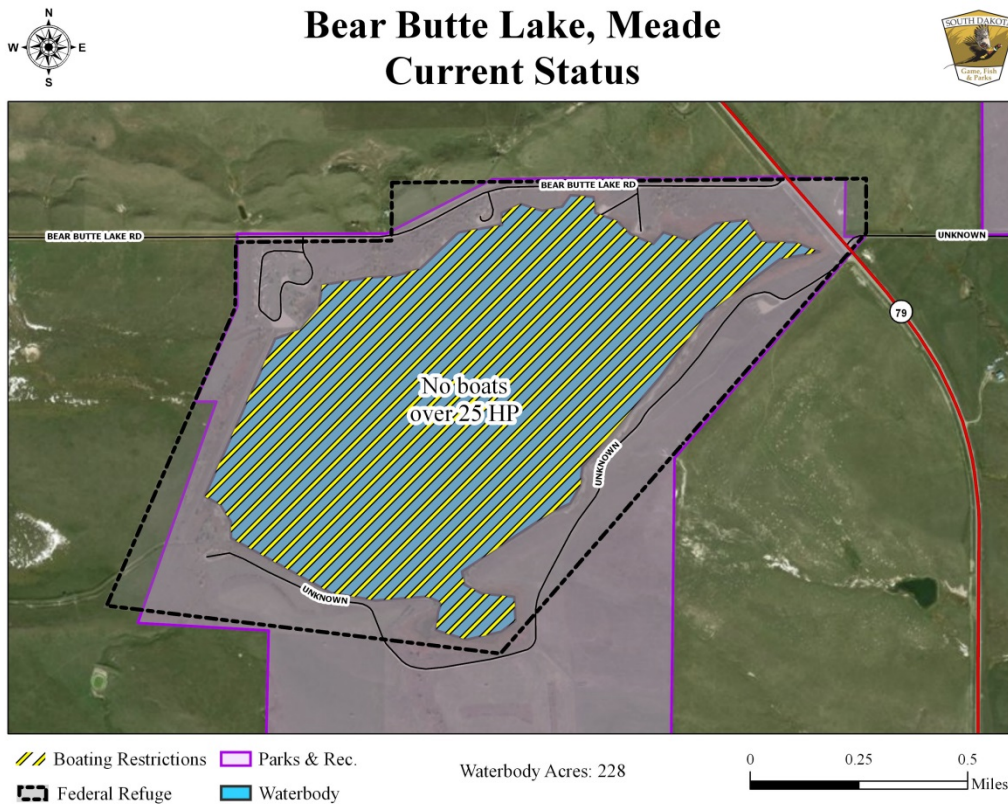 Bear Butte Lake, Meade
Current Status
N
W E
S
SOUTH DAKOTA
Game, Fish
& Parks
BEAR BUTTE LAKE RD
BEAR BUTTE LAKE RD
UNKNOWN
79
No boats
over 25 HP
UNKNOWN
UNKNOWN
Boating Restrictions
Parks & Rec.
Federal Refuge
Waterbody
Waterbody Acres: 228
0 0.25 0.5
Miles